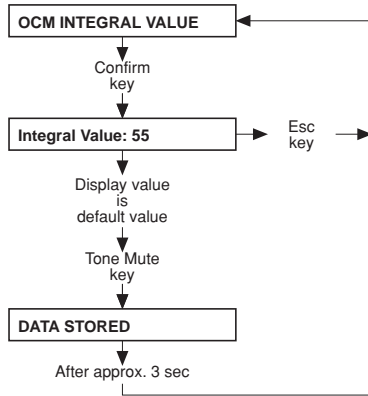 OCM INTEGRAL VALUE
Confirm
key
Integral Value: 55
Esc
key
Display value
is
default value
Tone Mute
key
DATA STORED
After approx. 3 sec